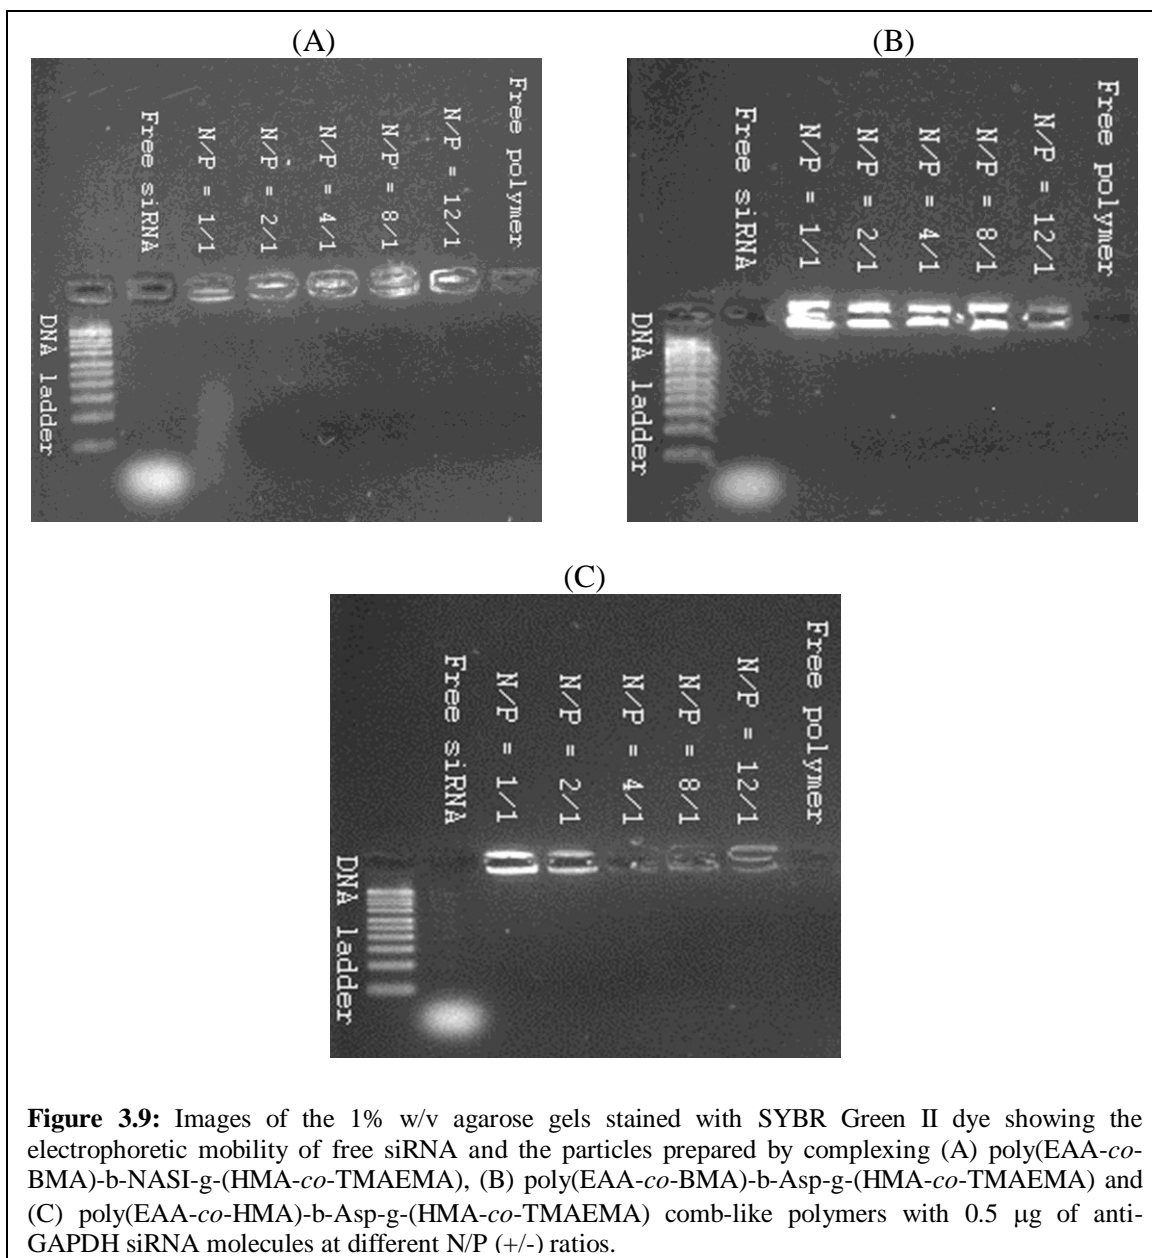 (A)
DNA ladder
Free siRNA
N/P = 1/1
N/P = 2/1
N/P = 4/1
N/P = 8/1
N/P = 12/1
Free polymer
(B)
DNA ladder
Free siRNA
N/P = 1/1
N/P = 2/1
N/P = 4/1
N/P = 8/1
N/P = 12/1
Free polymer
(C)
DNA ladder
Free siRNA
N/P = 1/1
N/P = 2/1
N/P = 4/1
N/P = 8/1
N/P = 12/1
Free polymer
Figure 3.9: Images of the 1% w/v agarose gels stained with SYBR Green II dye showing the
electrophoretic mobility of free siRNA and the particles prepared by complexing (A) poly(EAA-co-
BMA)-b-NASI-g-(HMA-co-TMAEMA), (B) poly(EAA-co-BMA)-b-Asp-g-(HMA-co-TMAEMA) and
(C) poly(EAA-co-HMA)-b-Asp-g-(HMA-co-TMAEMA) comb-like polymers with 0.5 μg of anti-
GAPDH siRNA molecules at different N/P (+/-) ratios.